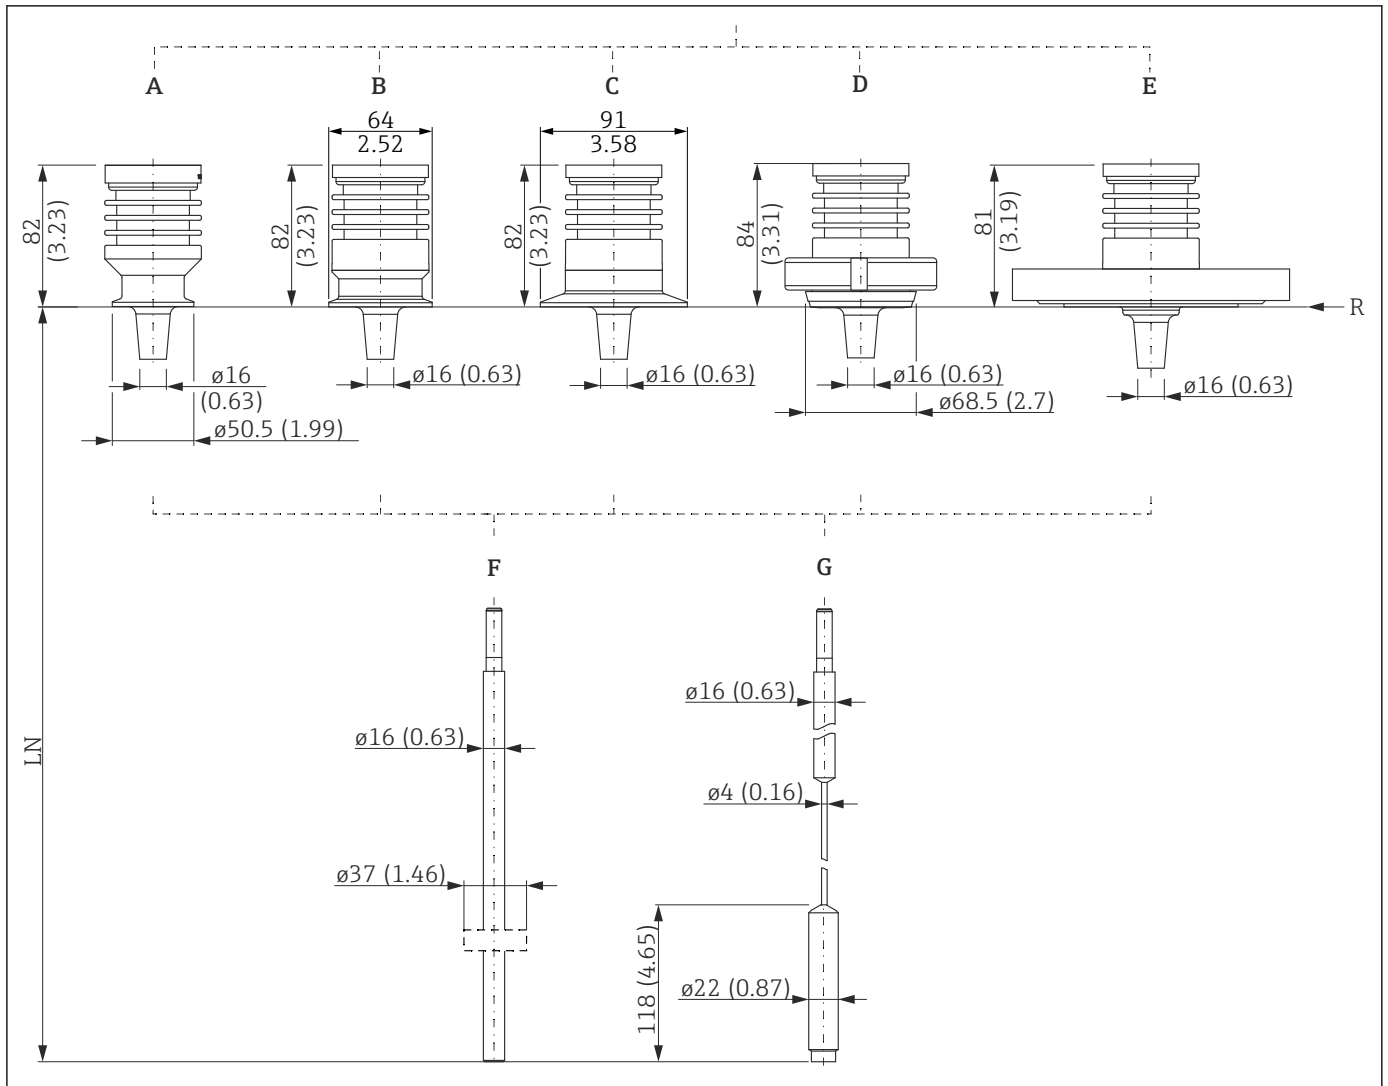 A
B
C
D
E
64
2.52
91
3.58
82
(3.23)
82
(3.23)
82
(3.23)
84
(3.31)
81
(3.19)
R
ø16
(0.63)
ø50.5 (1.99)
ø16 (0.63)
ø16 (0.63)
ø16 (0.63)
ø68.5 (2.7)
ø16 (0.63)
F
G
LN
ø16 (0.63)
ø37 (1.46)
ø16 (0.63)
ø4 (0.16)
118 (4.65)
ø22 (0.87)